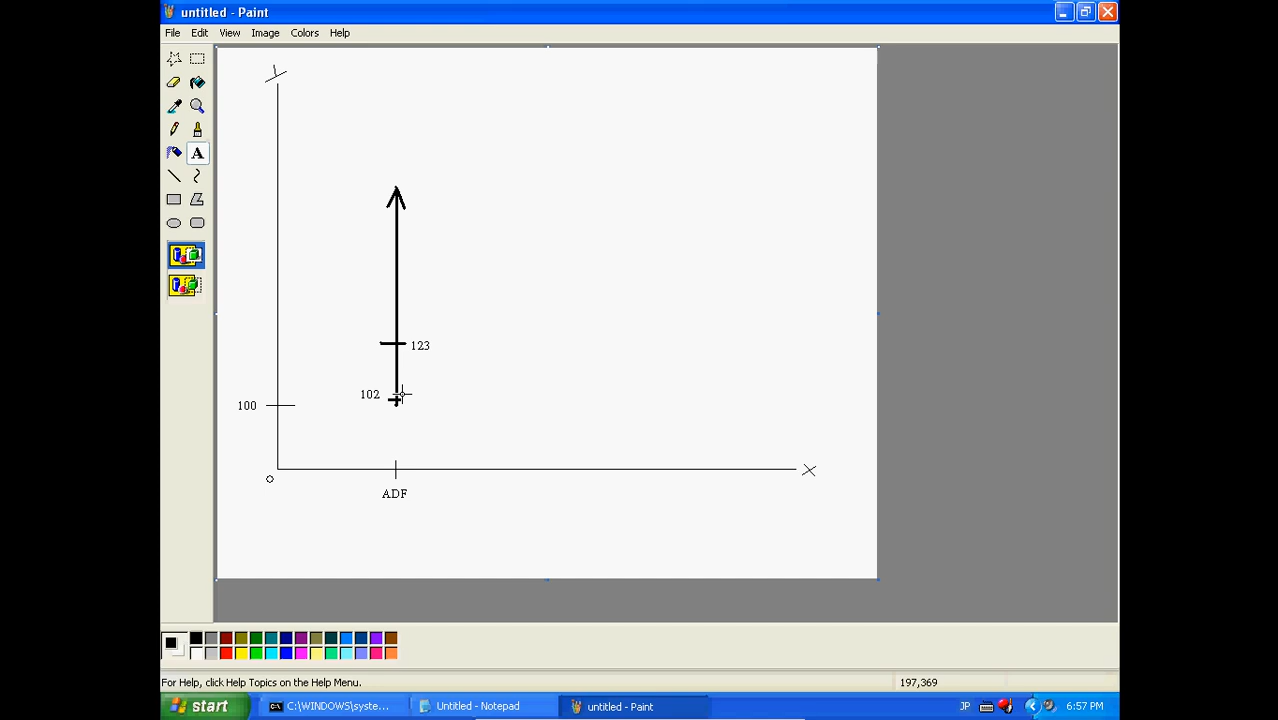 untitled - Paint
File Edit View Image Colors Help
A
Y
123
102
100
X
O
ADF
For Help, click Help Topics on the Help Menu.
197,369
start
C:\WINDOWS\syste...
Untitled - Notepad
untitled - Paint
JP
6:57 PM